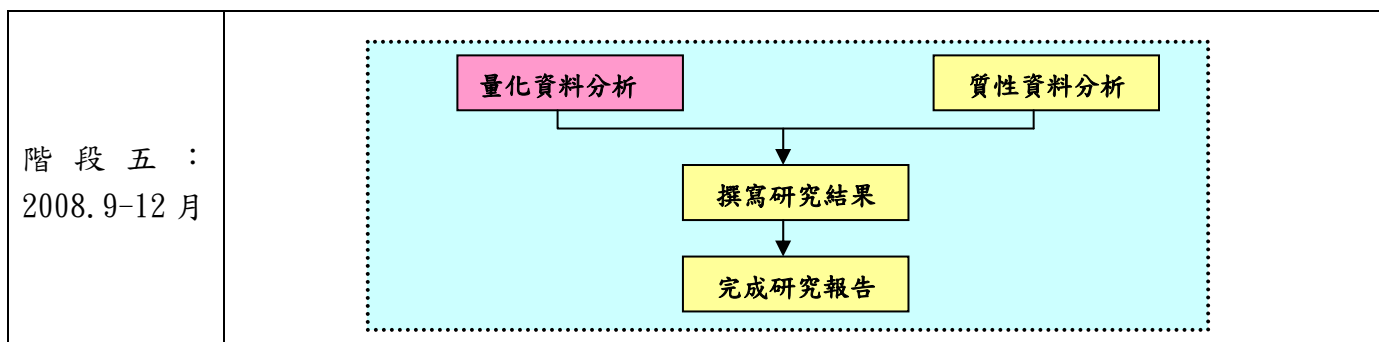 階段五：
2008.9-12月
量化資料分析
質性資料分析
撰寫研究結果
完成研究報告